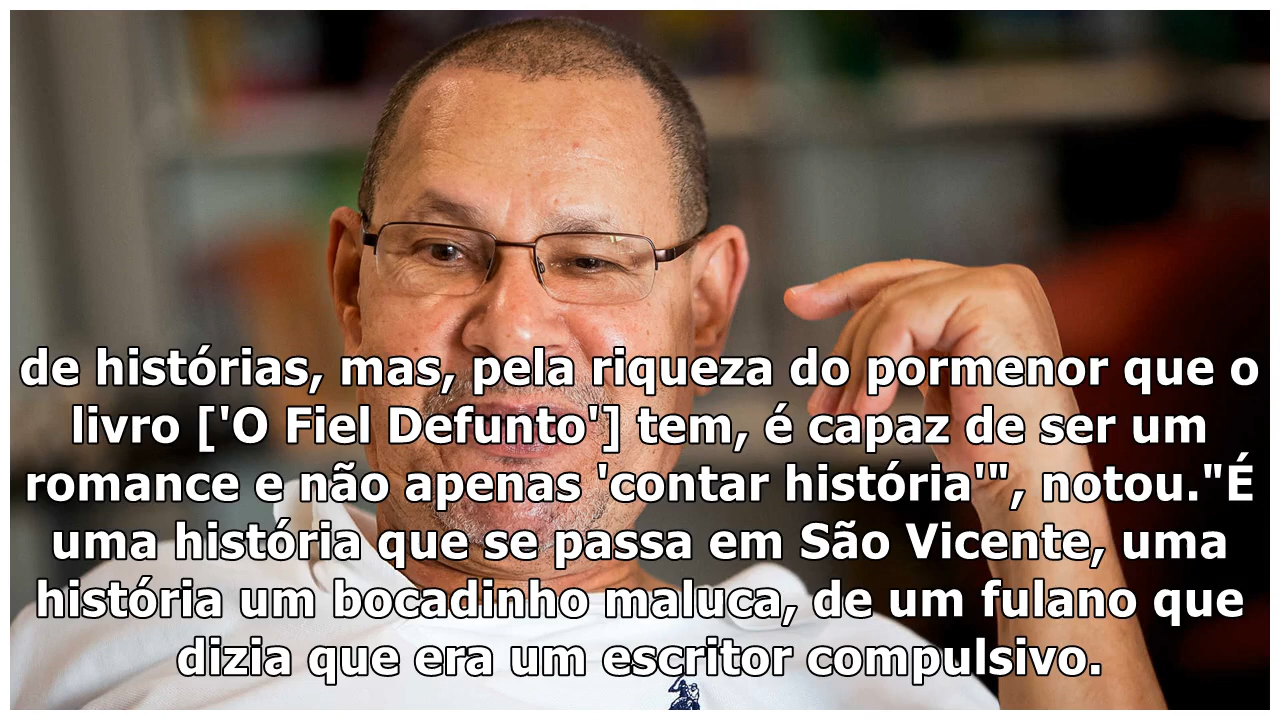 de histórias, mas, pela riqueza do pormenor que o
livro ['O Fiel Defunto'] tem, é capaz de ser um
romance e não apenas 'contar história'", notou."É
uma história que se passa em São Vicente, uma
história um bocadinho maluca, de um fulano que
dizia que era um escritor compulsivo.